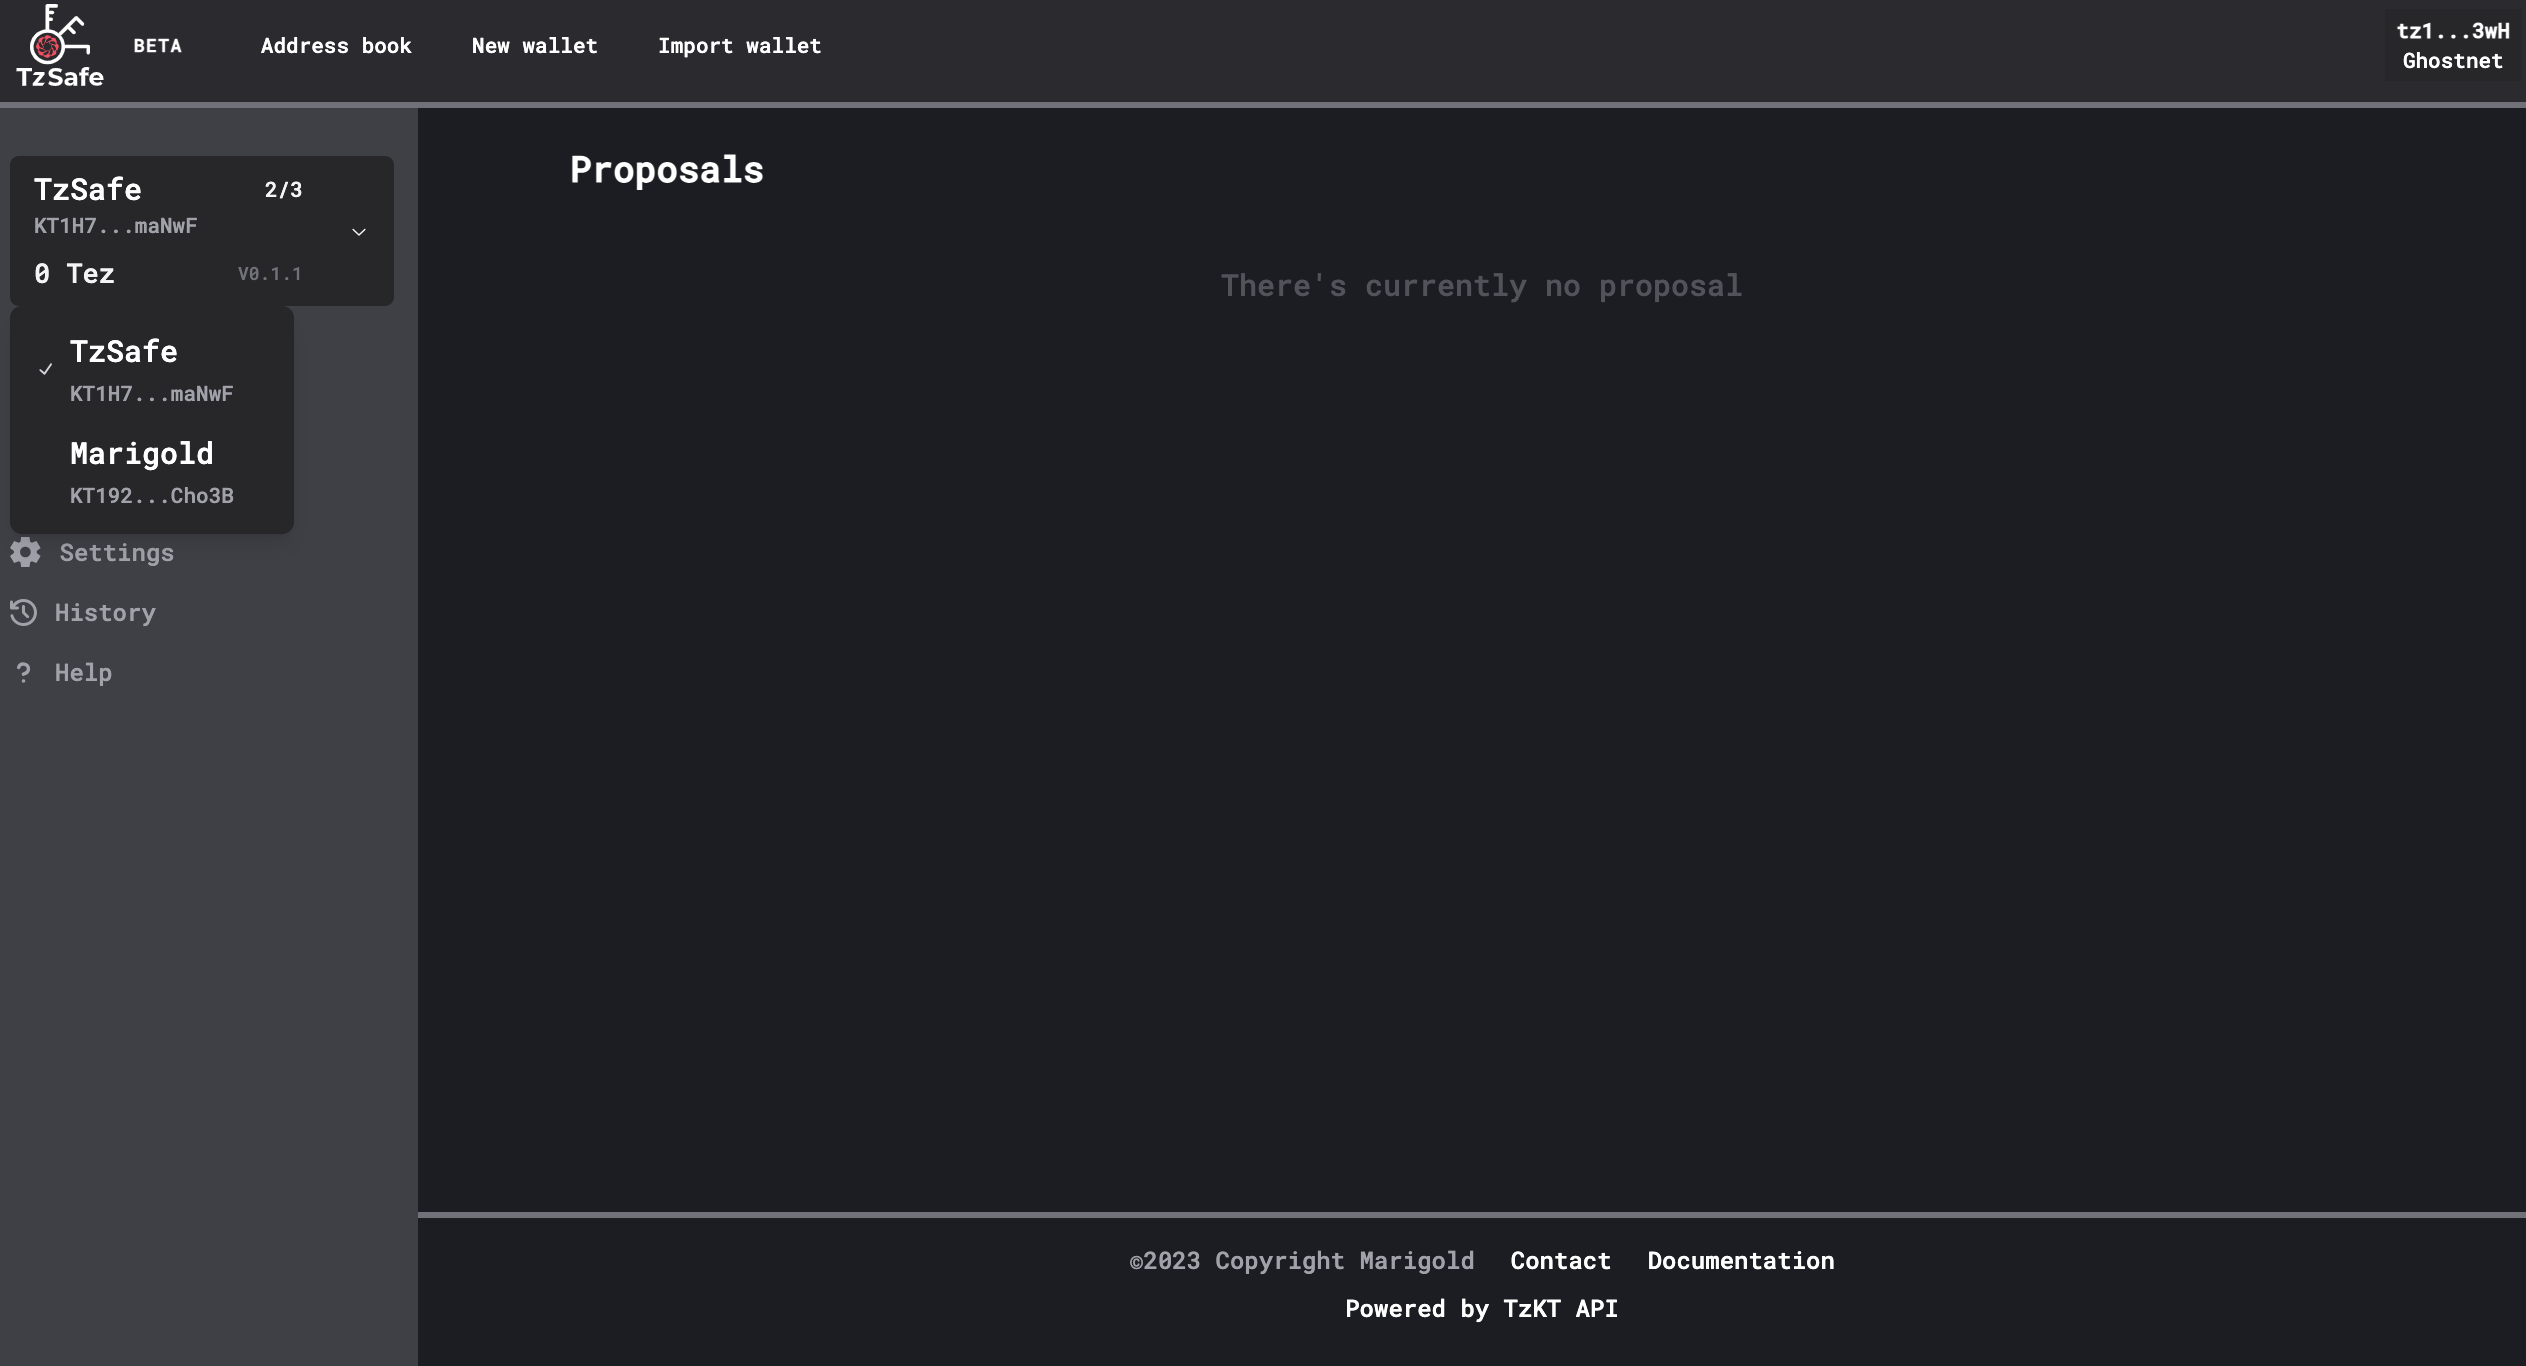 TzSafe
BETA
Address book
New wallet
Import wallet
tz1...3wH
Ghostnet
TzSafe 2/3
KT1H7...maNwF
0 Tez V0.1.1
TzSafe
KT1H7...maNwF
Marigold
KT192...Cho3B
Settings
History
? Help
Proposals
There's currently no proposal
©2023 Copyright Marigold Contact Documentation
Powered by TzKT API